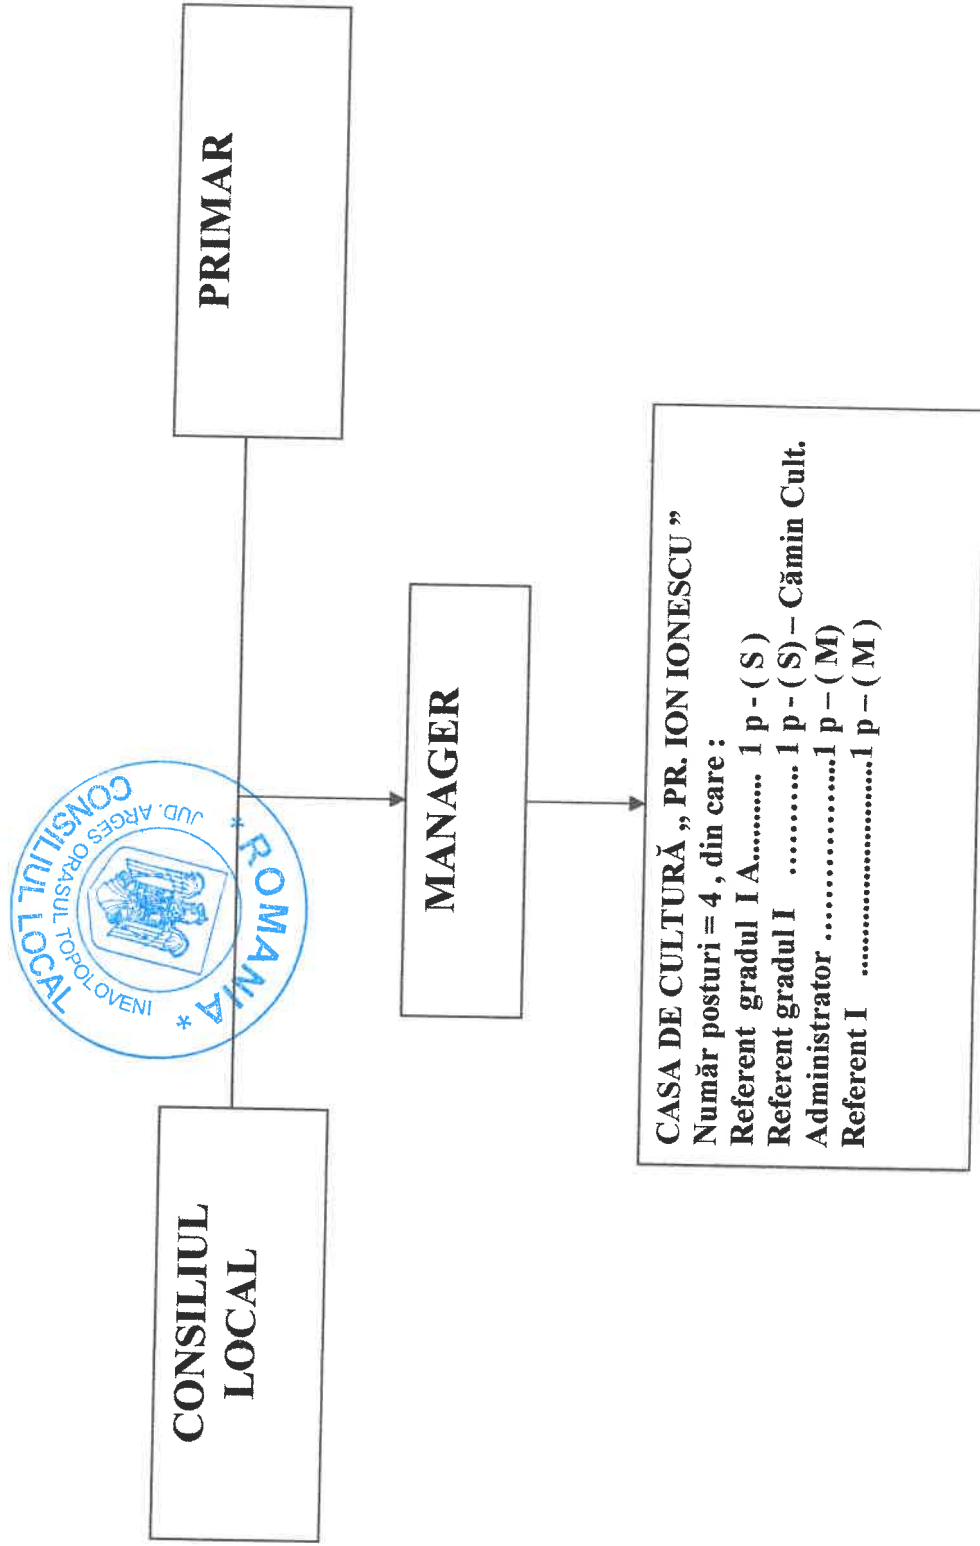 CONSILIUL
LOCAL
PRIMAR
* ROMANIA *
CONSILIUL LOCAL
JUD. ARGES ORASUL TOPOLOVENI
MANAGER
CASA DE CULTURĂ „ PR. ION IONESCU ”
Număr posturi = 4 , din care :
Referent gradul I A............ 1 p - ( S )
Referent gradul I ........... 1 p - ( S) – Cămin Cult.
Administrator ..................1 p – ( M)
Referent I ................................1 p – ( M )